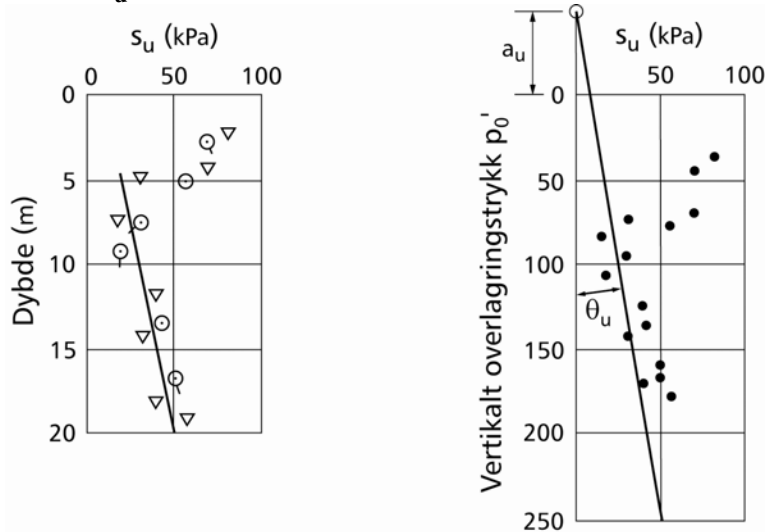 u
s_u (kPa)
0 50 100
0
5
10
15
20
Dybde (m)
s_u (kPa)
a_u
50 100
0
50
100
150
200
250
Vertikalt overlagringstrykk p_0'
θ_u